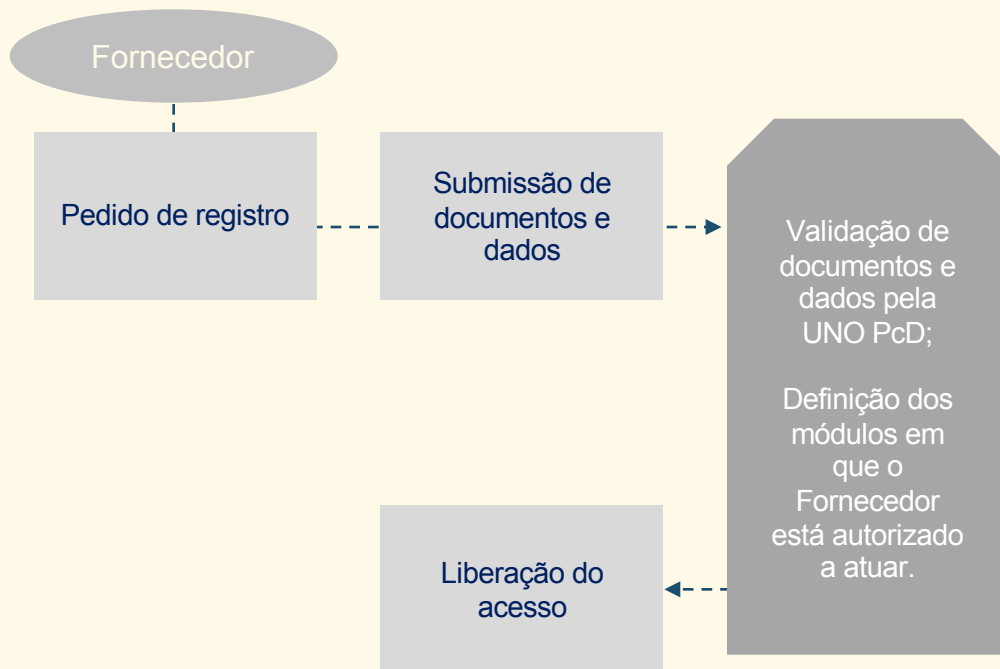 Fornecedor
Pedido de registro
Submissão de
documentos e
dados
Validação de
documentos e
dados pela
UNO PcD;
Definição dos
módulos em
que o
Fornecedor
está autorizado
a atuar.
Liberação do
acesso